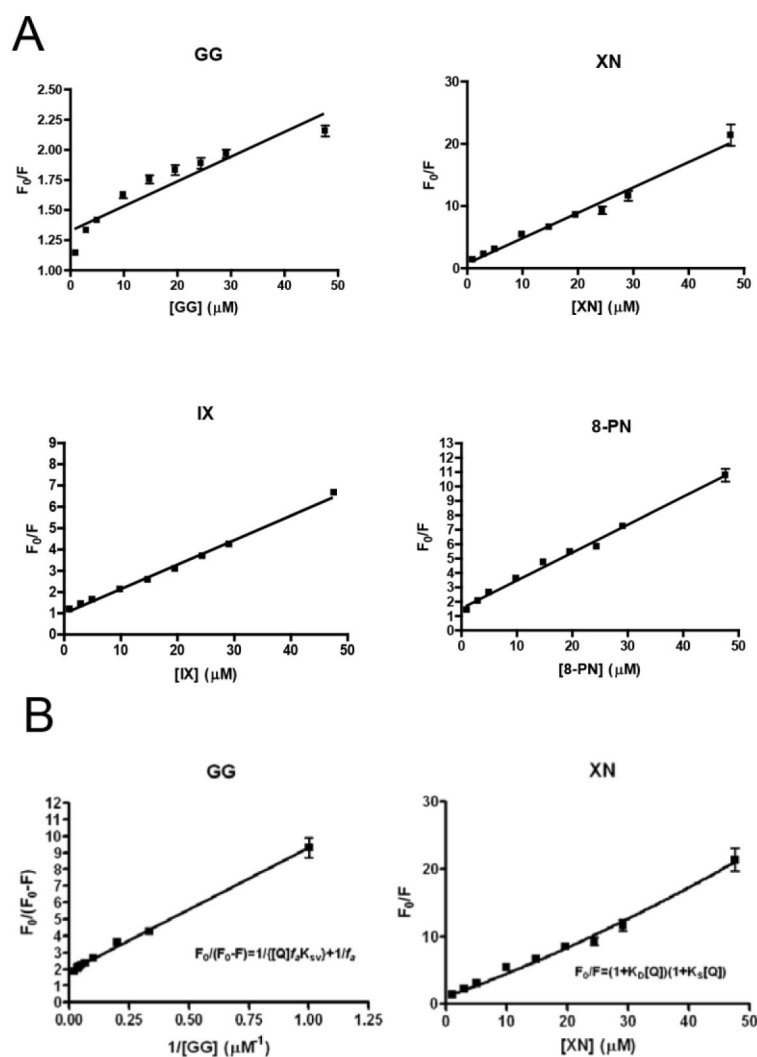 A
GG
2.50
2.25
2.00
1.75
1.50
1.25
1.00
F₀/F
0 10 20 30 40 50
[GG] (μM)
XN
30
20
10
0
F₀/F
0 10 20 30 40 50
[XN] (μM)
IX
9
8
7
6
5
4
3
2
1
0
F₀/F
0 10 20 30 40 50
[IX] (μM)
8-PN
13
12
11
10
9
8
7
6
5
4
3
2
1
0
F₀/F
0 10 20 30 40 50
[8-PN] (μM)
B
GG
12
11
10
9
8
7
6
5
4
3
2
1
0
F₀/(F₀-F)
F₀/(F₀-F)=1/{[Q]fₐKₛᵥ}+1/fₐ
0.00 0.25 0.50 0.75 1.00 1.25
1/[GG] (μM⁻¹)
XN
30
20
10
0
F₀/F
F₀/F=(1+K_D[Q])(1+K_S[Q])
0 10 20 30 40 50
[XN] (μM)